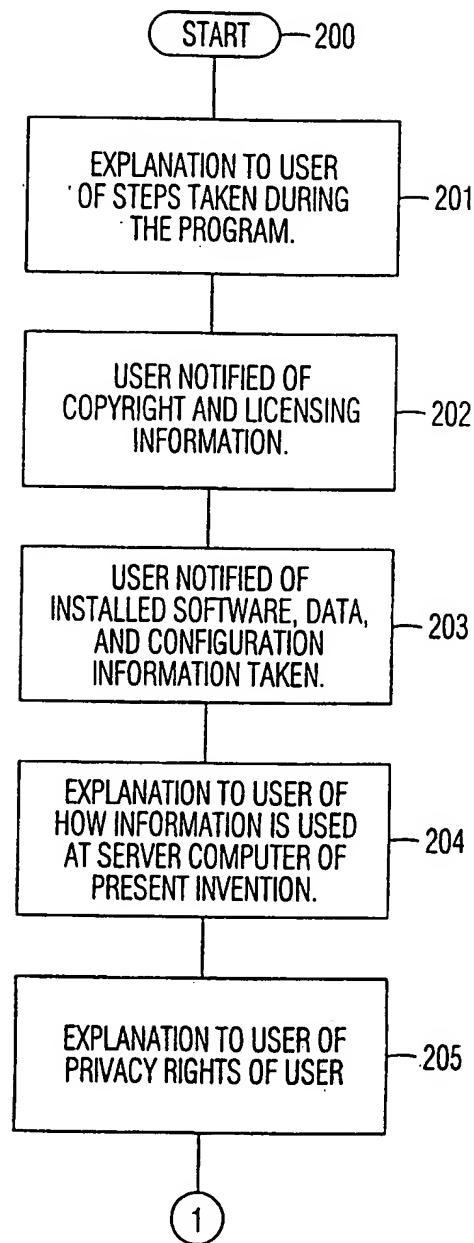 START
200
EXPLANATION TO USER
OF STEPS TAKEN DURING
THE PROGRAM.
201
USER NOTIFIED OF
COPYRIGHT AND LICENSING
INFORMATION.
202
USER NOTIFIED OF
INSTALLED SOFTWARE, DATA,
AND CONFIGURATION
INFORMATION TAKEN.
203
EXPLANATION TO USER OF
HOW INFORMATION IS USED
AT SERVER COMPUTER OF
PRESENT INVENTION.
204
EXPLANATION TO USER OF
PRIVACY RIGHTS OF USER
205
1